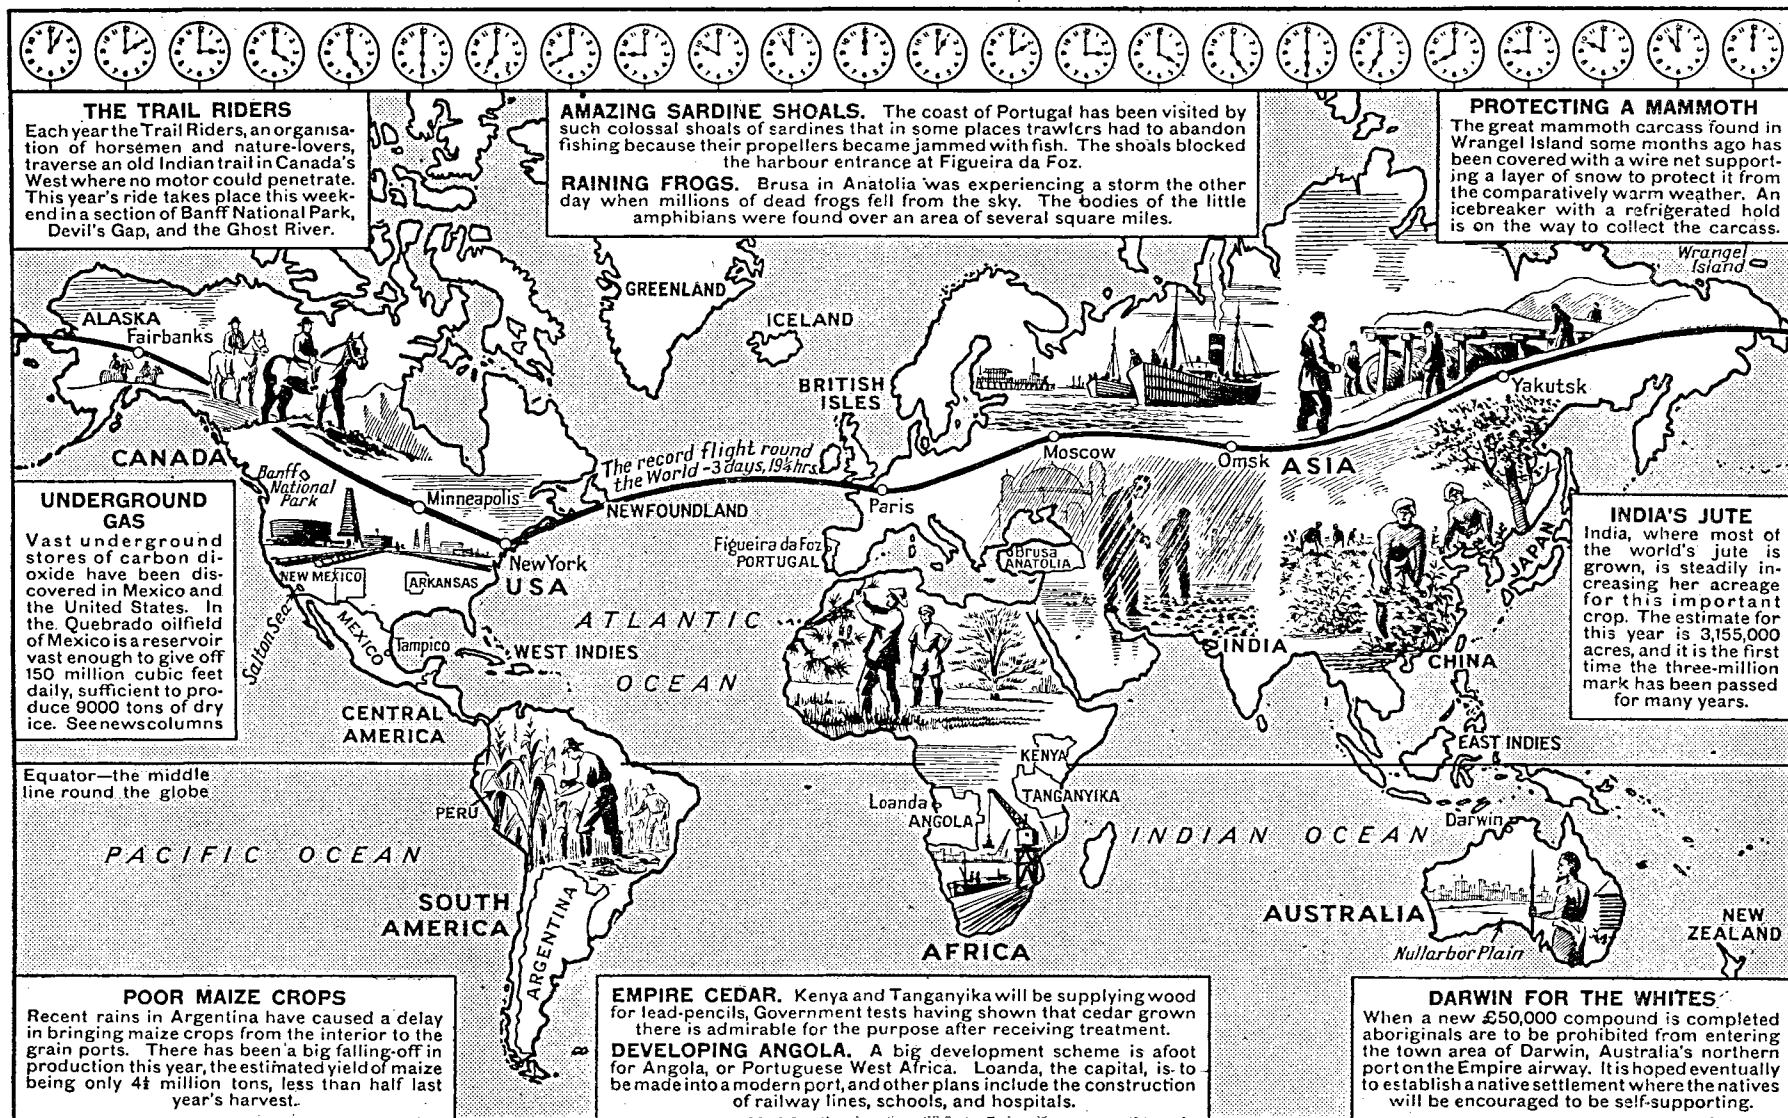 THE TRAIL RIDERS
Each year the Trail Riders, an organisa-
tion of horsemen and nature-lovers,
traverse an old Indian trail in Canada's
West where no motor could penetrate.
This year's ride takes place this week-
end in a section of Banff National Park,
Devil's Gap, and the Ghost River.
AMAZING SARDINE SHOALS. The coast of Portugal has been visited by
such colossal shoals of sardines that in some places trawlers had to abandon
fishing because their propellers became jammed with fish. The shoals blocked
the harbour entrance at Figueira da Foz.
RAINING FROGS. Brusa in Anatolia was experiencing a storm the other
day when millions of dead frogs fell from the sky. The bodies of the little
amphibians were found over an area of several square miles.
PROTECTING A MAMMOTH
The great mammoth carcass found in
Wrangel Island some months ago has
been covered with a wire net support-
ing a layer of snow to protect it from
the comparatively warm weather. An
icebreaker with a refrigerated hold
is on the way to collect the carcass.
Wrangel
Island
ALASKA
Fairbanks
GREENLAND
ICELAND
BRITISH
ISLES
Yakutsk
CANADA
Banff
National
Park
Minneapolis
The record flight round
the World - 3 days, 19¼ hrs.
NEWFOUNDLAND
Paris
Moscow
Omsk
ASIA
New York
USA
Figueira da Foz
PORTUGAL
Brusa
ANATOLIA
JAPAN
UNDERGROUND
GAS
Vast underground
stores of carbon di-
oxide have been dis-
covered in Mexico and
the United States. In
the Quebrado oilfield
of Mexico is a reservoir
vast enough to give off
150 million cubic feet
daily, sufficient to pro-
duce 9000 tons of dry
ice. See news columns
NEW MEXICO
ARKANSAS
Salton Sea
MEXICO
Tampico
WEST INDIES
ATLANTIC
OCEAN
INDIA
CHINA
INDIA'S JUTE
India, where most of
the world's jute is
grown, is steadily in-
creasing her acreage
for this important
crop. The estimate for
this year is 3,155,000
acres, and it is the first
time the three-million
mark has been passed
for many years.
CENTRAL
AMERICA
EAST INDIES
KENYA
TANGANYIKA
Equator—the middle
line round the globe
PERU
Loanda
ANGOLA
Darwin
PACIFIC OCEAN
INDIAN OCEAN
SOUTH
AMERICA
ARGENTINA
AFRICA
AUSTRALIA
Nullarbor Plain
NEW
ZEALAND
POOR MAIZE CROPS
Recent rains in Argentina have caused a delay
in bringing maize crops from the interior to the
grain ports. There has been a big falling-off in
production this year, the estimated yield of maize
being only 4¼ million tons, less than half last
year's harvest.
EMPIRE CEDAR. Kenya and Tanganyika will be supplying wood
for lead-pencils, Government tests having shown that cedar grown
there is admirable for the purpose after receiving treatment.
DEVELOPING ANGOLA. A big development scheme is afoot
for Angola, or Portuguese West Africa. Loanda, the capital, is to
be made into a modern port, and other plans include the construction
of railway lines, schools, and hospitals.
DARWIN FOR THE WHITES
When a new £50,000 compound is completed
aboriginals are to be prohibited from entering
the town area of Darwin, Australia's northern
port on the Empire airway. It is hoped eventually
to establish a native settlement where the natives
will be encouraged to be self-supporting.